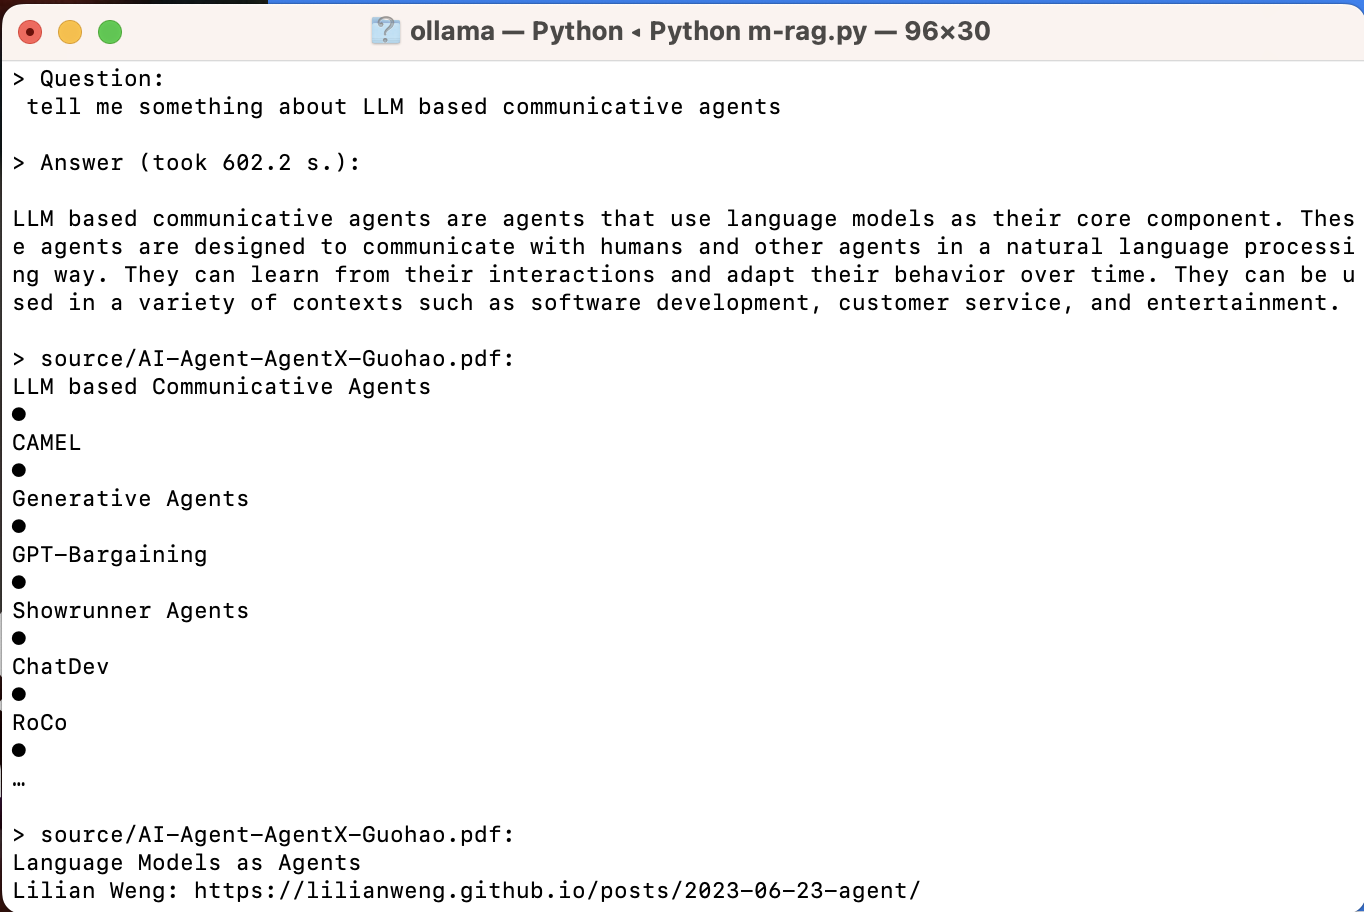 ollama — Python ◂ Python m-rag.py — 96×30
> Question:
 tell me something about LLM based communicative agents
> Answer (took 602.2 s.):
LLM based communicative agents are agents that use language models as their core component. Thes
e agents are designed to communicate with humans and other agents in a natural language processi
ng way. They can learn from their interactions and adapt their behavior over time. They can be u
sed in a variety of contexts such as software development, customer service, and entertainment.
> source/AI-Agent-AgentX-Guohao.pdf:
LLM based Communicative Agents
●
CAMEL
●
Generative Agents
●
GPT-Bargaining
●
Showrunner Agents
●
ChatDev
●
RoCo
●
…
> source/AI-Agent-AgentX-Guohao.pdf:
Language Models as Agents
Lilian Weng: https://lilianweng.github.io/posts/2023-06-23-agent/